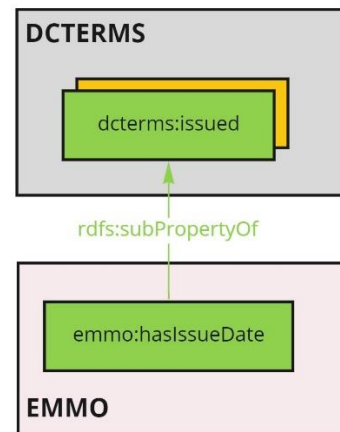 DCTERMS
dcterms:issued
rdfs:subPropertyOf
emmo:hasIssueDate
EMMO